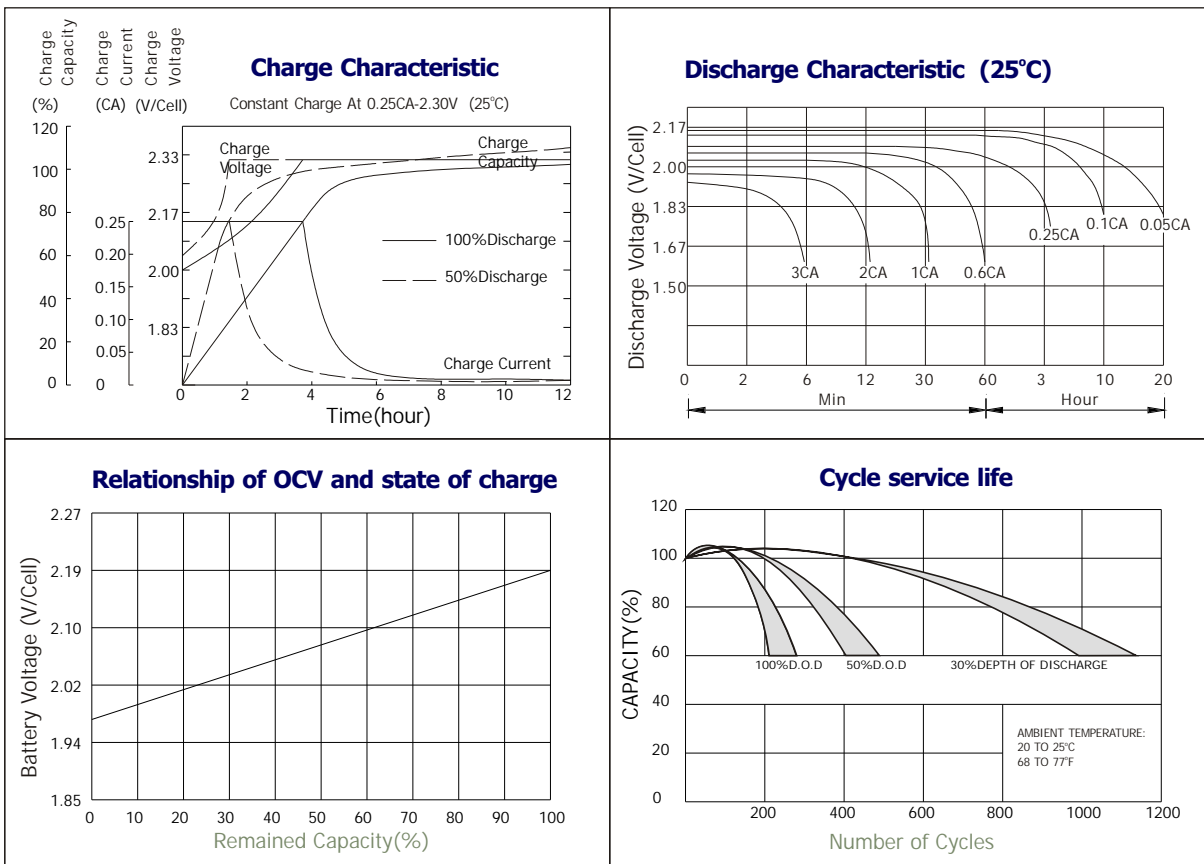 Charge Characteristic
Charge Capacity
Charge Current
Charge Voltage
(%) (CA) (V/Cell)
Constant Charge At 0.25CA-2.30V (25°C)
120
100
80
60
40
20
0
0.25
0.20
0.15
0.10
0.05
0
2.33
2.17
2.00
1.83
Charge Voltage
Charge Capacity
100%Discharge
50%Discharge
Charge Current
0 2 4 6 8 10 12
Time(hour)
Discharge Characteristic (25°C)
Discharge Voltage (V/Cell)
2.17
2.00
1.83
1.67
1.50
3CA 2CA 1CA 0.6CA 0.25CA 0.1CA 0.05CA
0 2 6 12 30 60 3 10 20
Min Hour
Relationship of OCV and state of charge
Battery Voltage (V/Cell)
2.27
2.19
2.10
2.02
1.94
1.85
0 10 20 30 40 50 60 70 80 90 100
Remained Capacity(%)
Cycle service life
CAPACITY(%)
120
100
80
60
40
20
0
100%D.O.D 50%D.O.D 30%DEPTH OF DISCHARGE
AMBIENT TEMPERATURE:
20 TO 25°C
68 TO 77°F
200 400 600 800 1000 1200
Number of Cycles